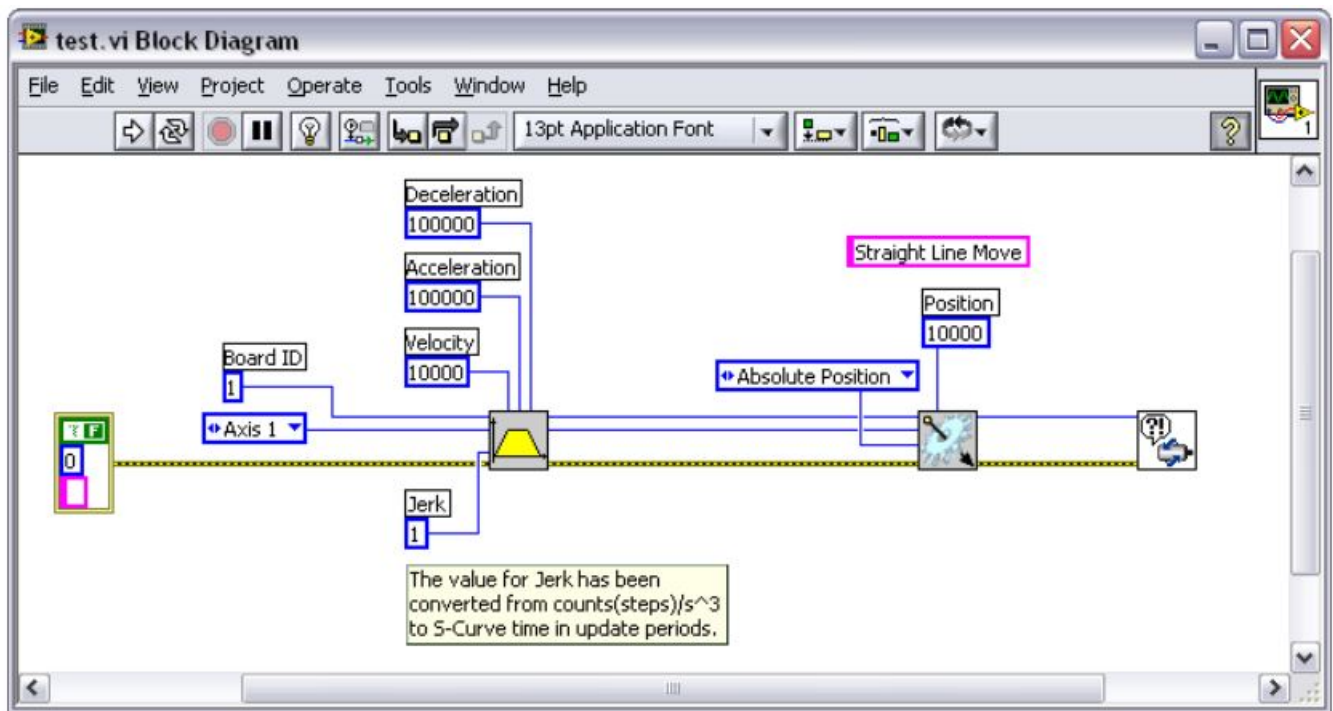 test.vi Block Diagram
File Edit View Project Operate Tools Window Help
13pt Application Font
1
Deceleration
100000
Straight Line Move
Acceleration
100000
Position
10000
Velocity
10000
Board ID
1
Absolute Position
Axis 1
F
?!
0
Jerk
1
The value for Jerk has been
converted from counts(steps)/s^3
to S-Curve time in update periods.